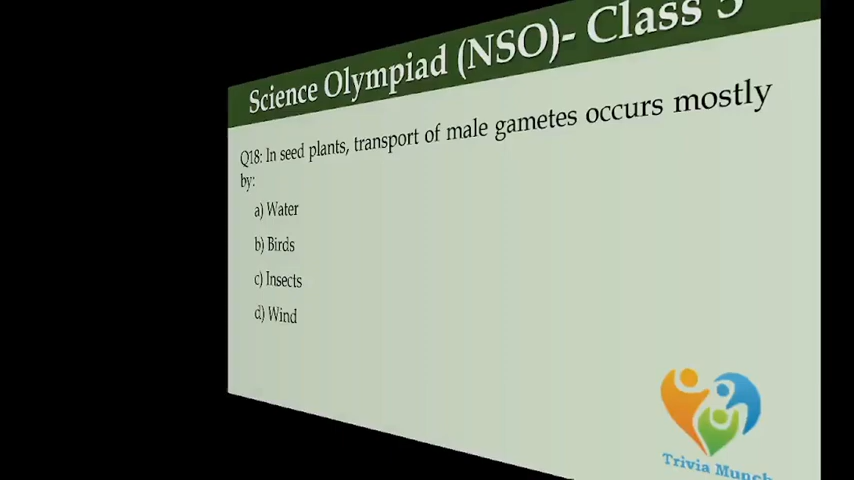 Science Olympiad (NSO)- Class 5
Q18: In seed plants, transport of male gametes occurs mostly
by:
a) Water
b) Birds
c) Insects
d) Wind
Trivia Munch